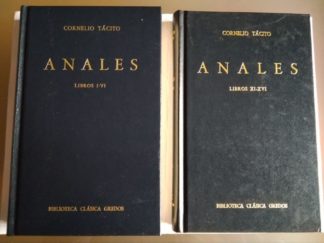 CORNELIO TÁCITO
ANALES
LIBROS I-VI
BIBLIOTECA CLÁSICA GREDOS
CORNELIO TÁCITO
ANALES
LIBROS XI-XVI
BIBLIOTECA CLÁSICA GREDOS